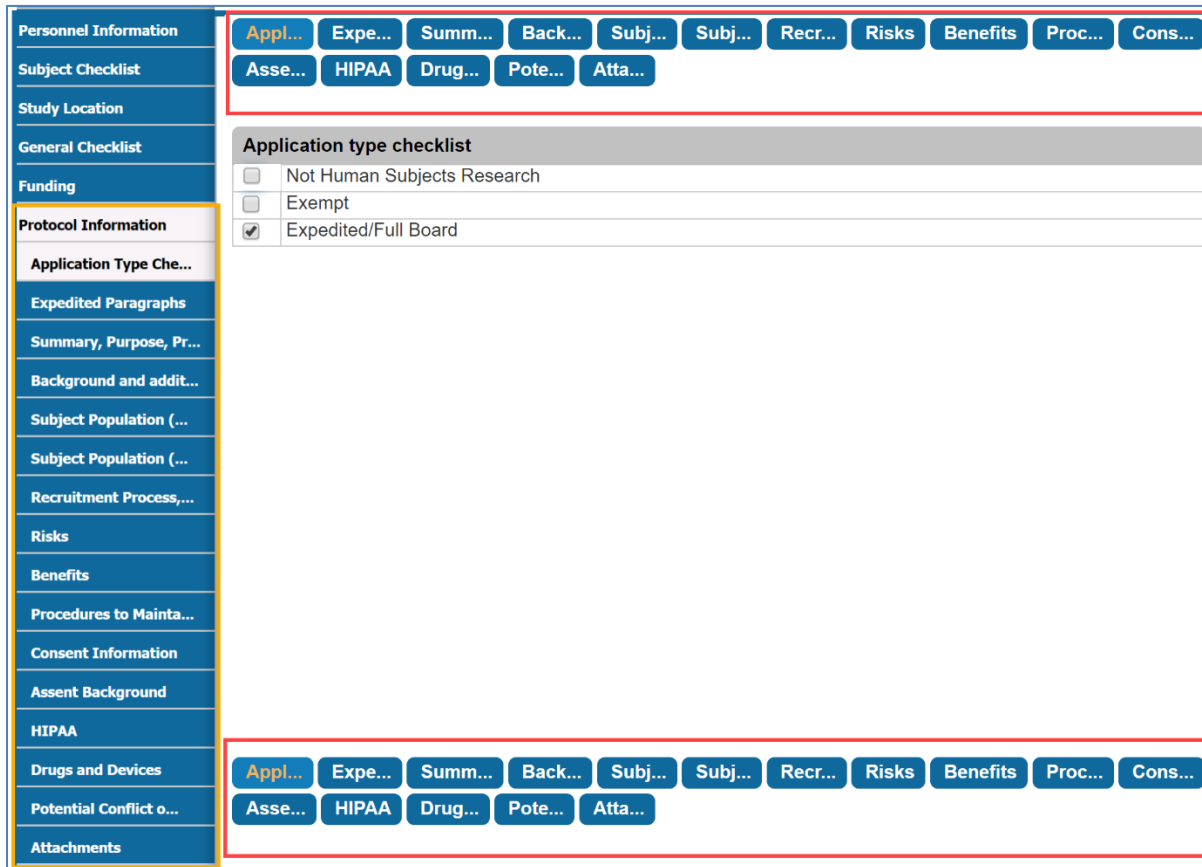 Personnel Information
Subject Checklist
Study Location
General Checklist
Funding
Protocol Information
Application Type Che...
Expedited Paragraphs
Summary, Purpose, Pr...
Background and addit...
Subject Population (...
Subject Population (...
Recruitment Process,...
Risks
Benefits
Procedures to Mainta...
Consent Information
Assent Background
HIPAA
Drugs and Devices
Potential Conflict o...
Attachments
Appl... Expe... Summ... Back... Subj... Subj... Recr... Risks Benefits Proc... Cons...
Asse... HIPAA Drug... Pote... Atta...
Application type checklist
Not Human Subjects Research
Exempt
Expedited/Full Board
Appl... Expe... Summ... Back... Subj... Subj... Recr... Risks Benefits Proc... Cons...
Asse... HIPAA Drug... Pote... Atta...